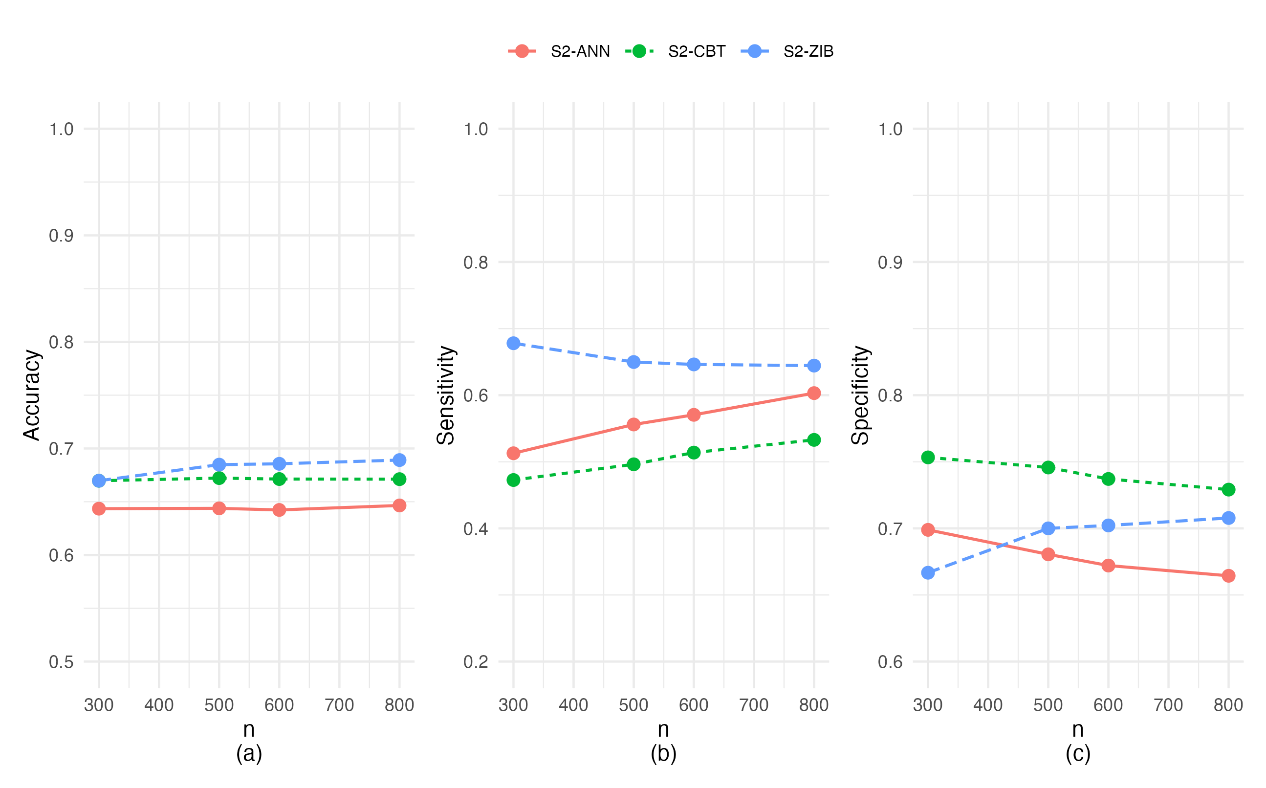 S2-ANN S2-CBT S2-ZIB
Accuracy
1.0
0.9
0.8
0.7
0.6
0.5
300 400 500 600 700 800
n
(a)
Sensitivity
1.0
0.8
0.6
0.4
0.2
300 400 500 600 700 800
n
(b)
Specificity
1.0
0.9
0.8
0.7
0.6
300 400 500 600 700 800
n
(c)